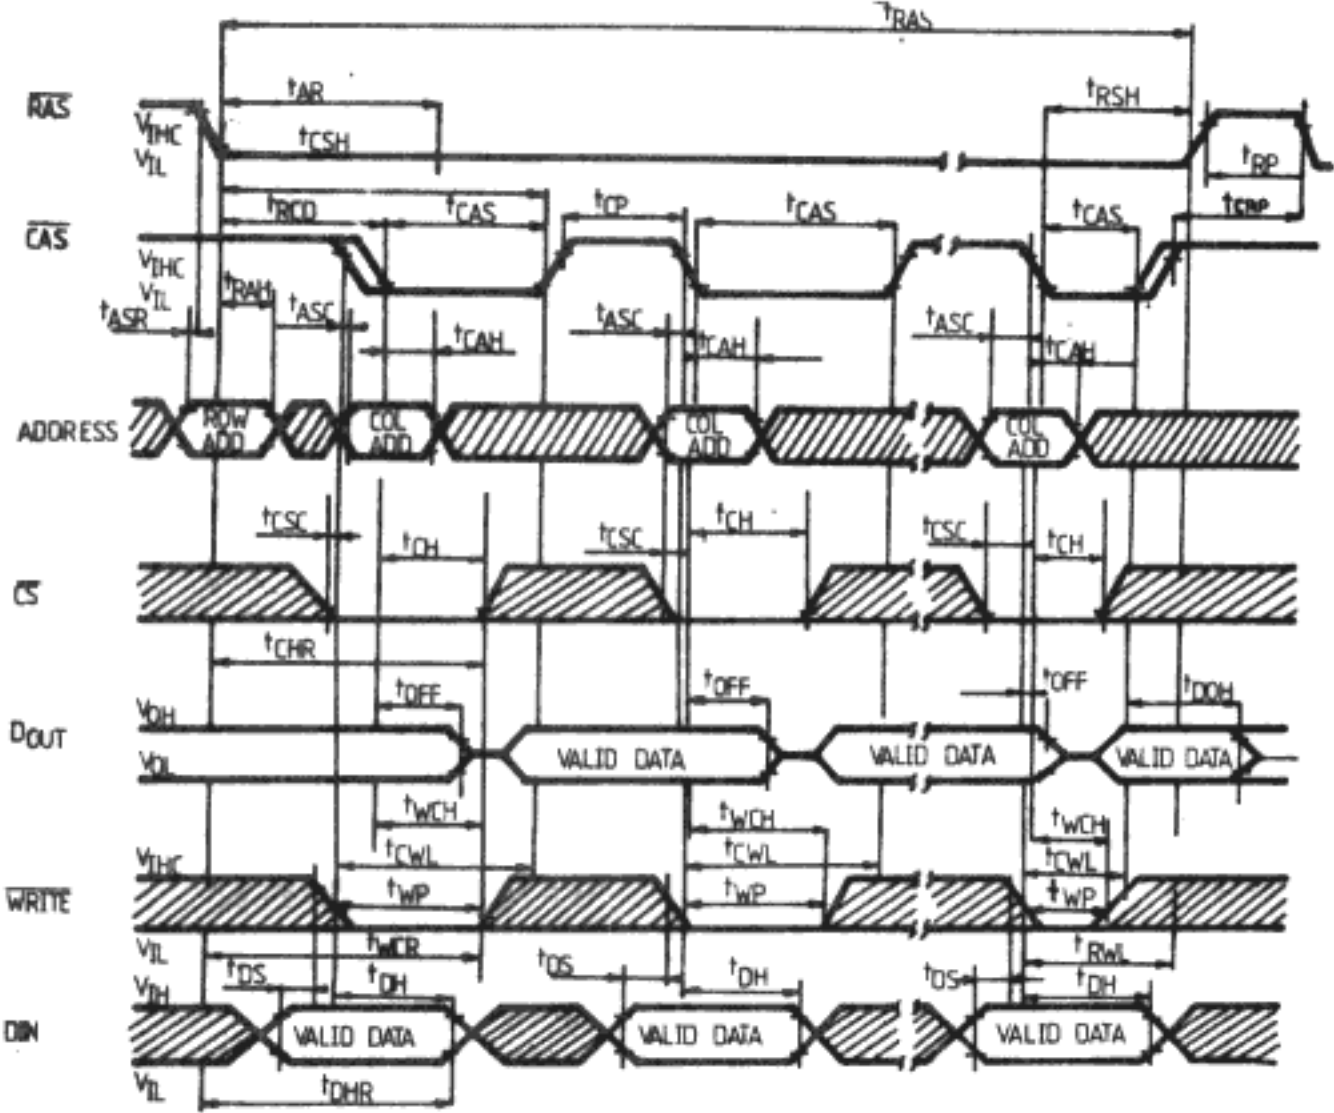 tRAS
RAS tAR tRSH
VIHC tCSH
VIL tRP
tRCD tCAS tCP tCAS tCAS tCRP
CAS
VIHC
VIL tRAH
tASR tASC tCAH tASC tCAH tASC tCAH
ADDRESS ROW ADD COL ADD COL ADD COL ADD
tCSC tCH tCSC tCH tCSC tCH
CS
tCHR
tOFF tOFF tOFF tDOH
VOH
DOUT VALID DATA VALID DATA VALID DATA
VOL
tWCH tWCH tWCH
VIHC tCWL tCWL tCWL
WRITE tWP tWP tWP
VIL tWCR tRWL
tDS tDH tDS tDH tDS tDH
VIH
DIN VALID DATA VALID DATA VALID DATA
VIL tDHR